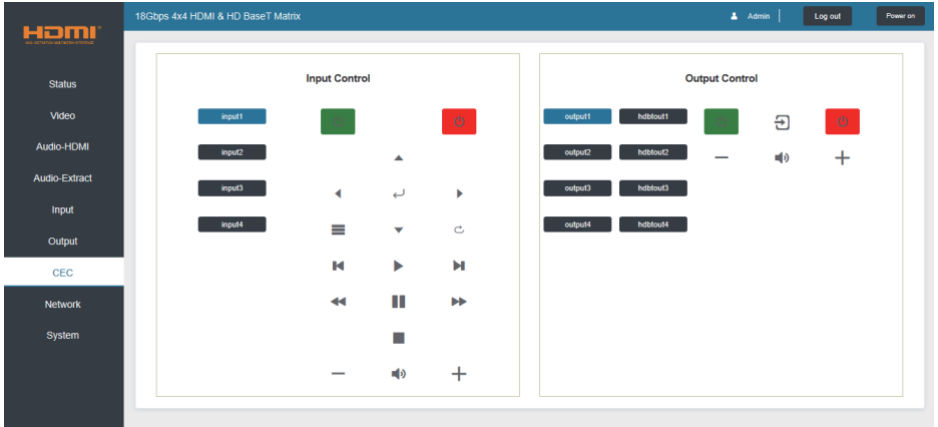 18Gbps 4x4 HDMI & HD BaseT Matrix
Admin
Log out
Power on
HDMI
Status
Video
Audio-HDMI
Audio-Extract
Input
Output
CEC
Network
System
Input Control
input1
input2
input3
input4
Output Control
output1 hdbtout1
output2 hdbtout2
output3 hdbtout3
output4 hdbtout4